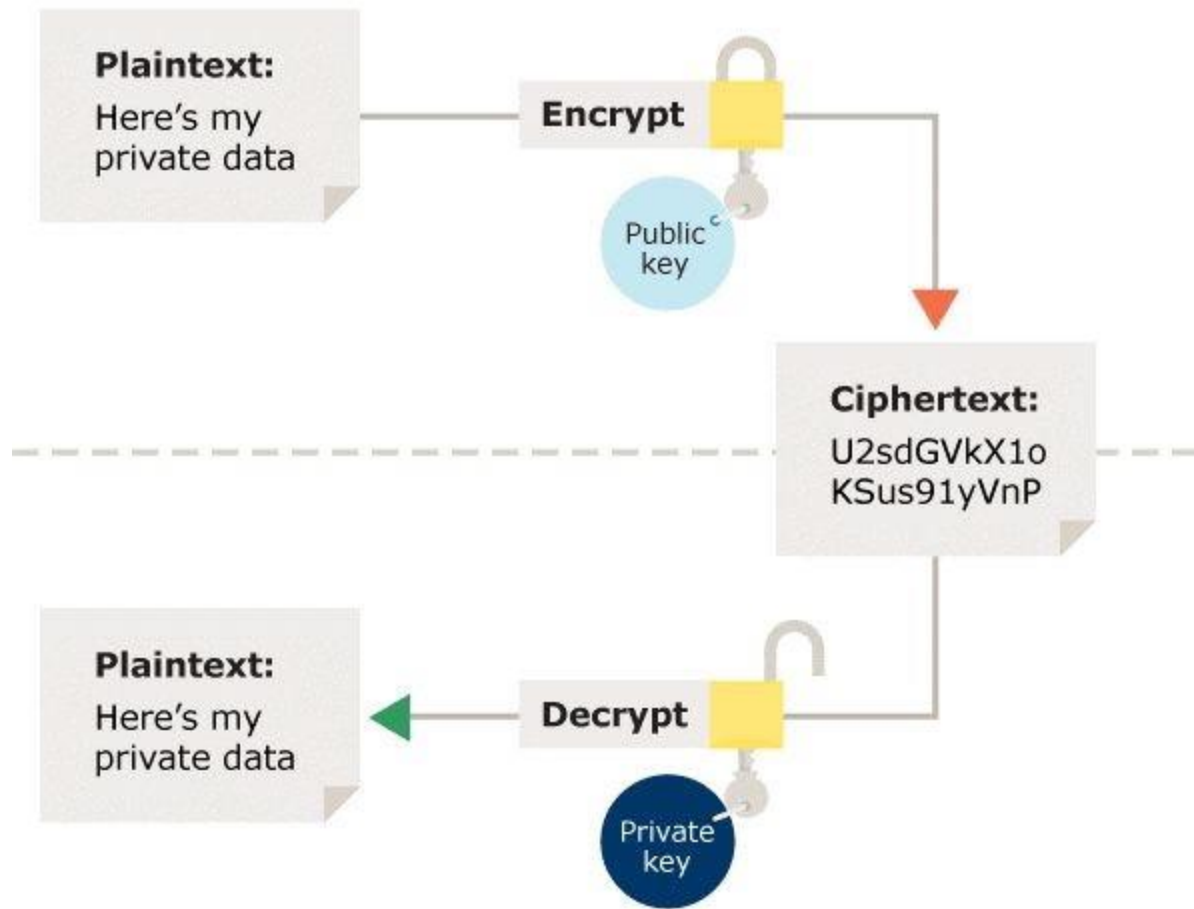 Plaintext:
Here's my
private data
Encrypt
Public
key
Ciphertext:
U2sdGVkX1o
KSus91yVnP
Plaintext:
Here's my
private data
Decrypt
Private
key